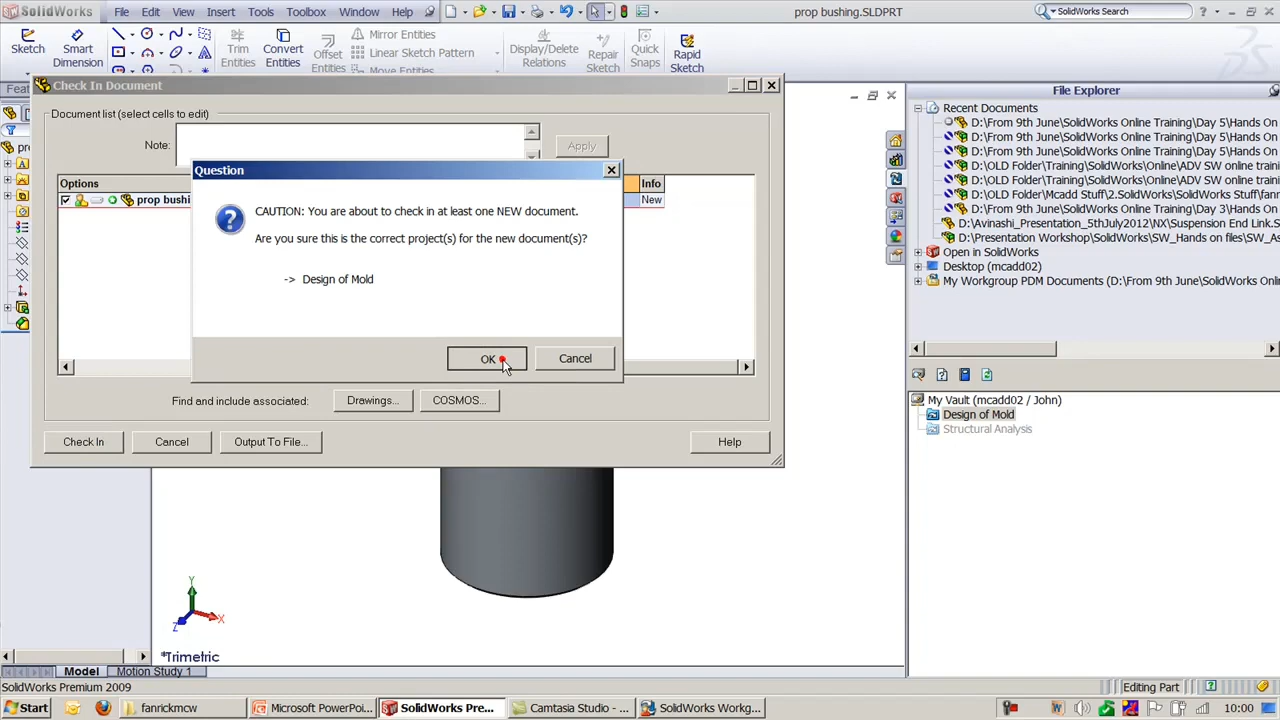 SolidWorks File Edit View Insert Tools Toolbox Window Help prop bushing.SLDPRT SolidWorks Search
Sketch Smart Dimension Trim Entities Convert Entities Offset Entities Mirror Entities Linear Sketch Pattern Move Entities Display/Delete Relations Repair Sketch Quick Snaps Rapid Sketch
Check In Document
Document list (select cells to edit)
Note:
Apply
Options
Info
prop bushi
New
Question
CAUTION: You are about to check in at least one NEW document.
Are you sure this is the correct project(s) for the new document(s)?
-> Design of Mold
OK Cancel
Find and include associated: Drawings... COSMOS...
Check In Cancel Output To File... Help
File Explorer
Recent Documents
D:\From 9th June\SolidWorks Online Training\Day 5\Hands On
D:\From 9th June\SolidWorks Online Training\Day 5\Hands On
D:\From 9th June\SolidWorks Online Training\Day 5\Hands On
D:\OLD Folder\Training\SolidWorks\Online\ADV SW online traini
D:\OLD Folder\Training\SolidWorks\Online\ADV SW online traini
D:\OLD Folder\Mcadd Stuff\2.SolidWorks Stuff\SolidWorks\fanr
D:\From 9th June\SolidWorks Online Training\Day 3\Hands On
D:\Avinashi_Presentation_5thJuly2012\NX\Suspension End Link.S
D:\Presentation Workshop\SolidWorks\SW_Hands on files\SW_As
Open in SolidWorks
Desktop (mcadd02)
My Workgroup PDM Documents (D:\From 9th June\SolidWorks Onli
My Vault (mcadd02 / John)
Design of Mold
Structural Analysis
Y
X
Z
*Trimetric
Model Motion Study 1
SolidWorks Premium 2009 Editing Part
Start fanrickmcw Microsoft PowerPoi... SolidWorks Pre... Camtasia Studio - ... SolidWorks Workg... 10:00